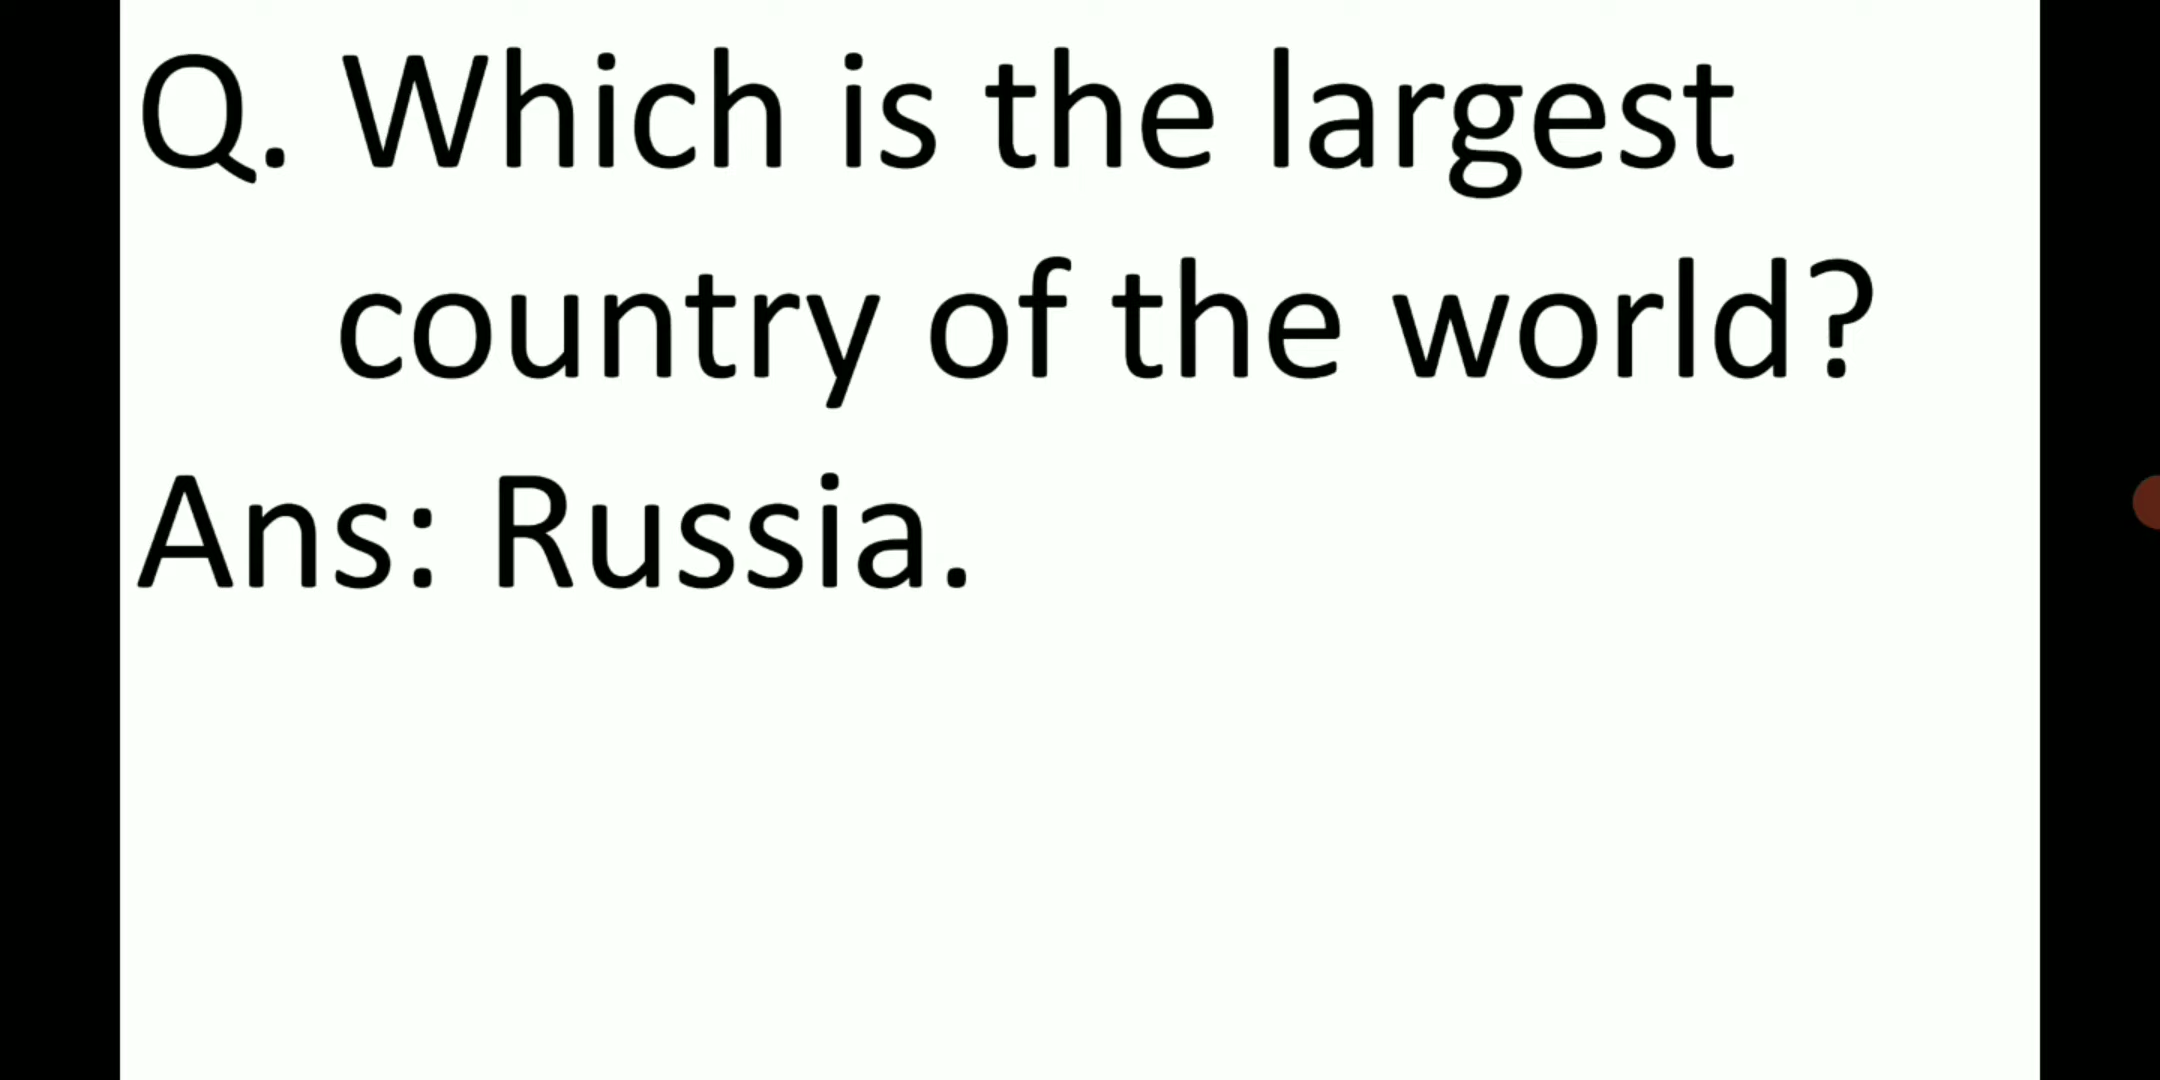 Q. Which is the largest
country of the world?
Ans: Russia.